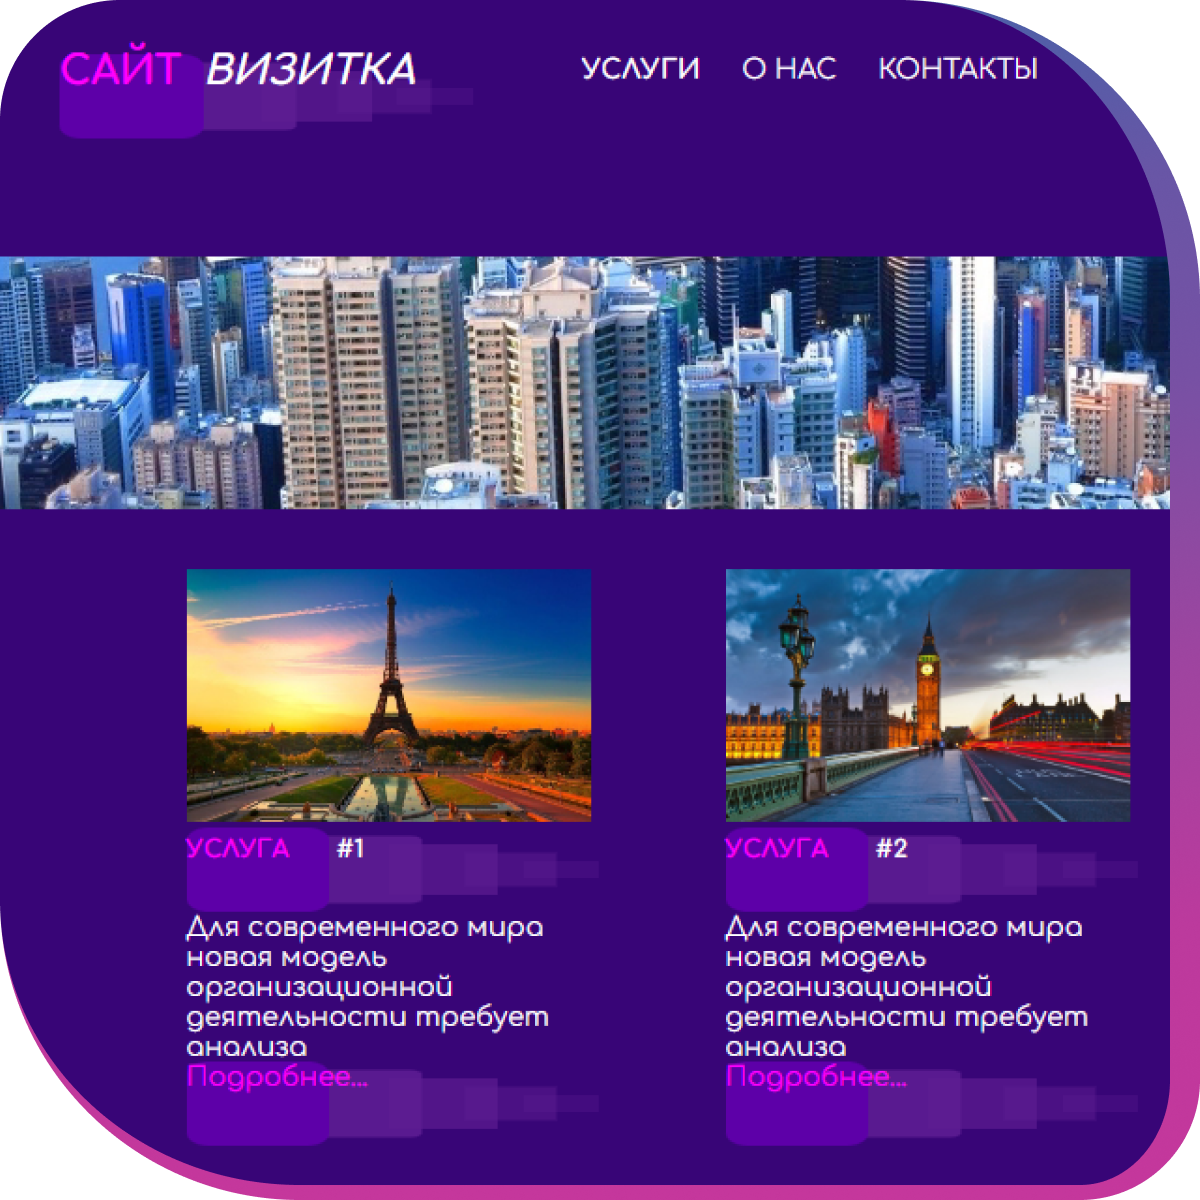 САЙТ ВИЗИТКА
УСЛУГИ О НАС КОНТАКТЫ
УСЛУГА #1
Для современного мира
новая модель
организационной
деятельности требует
анализа
Подробнее...
УСЛУГА #2
Для современного мира
новая модель
организационной
деятельности требует
анализа
Подробнее...